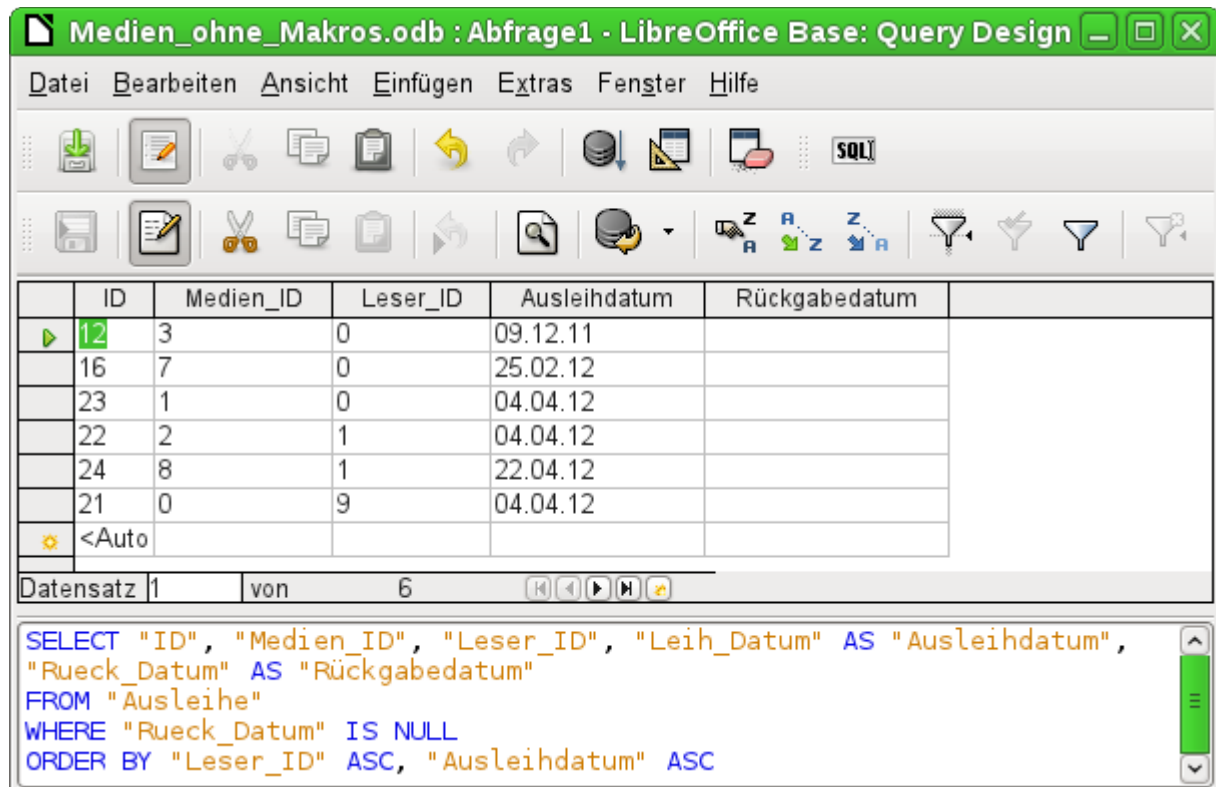 Medien_ohne_Makros.odb : Abfrage1 - LibreOffice Base: Query Design
Datei Bearbeiten Ansicht Einfügen Extras Fenster Hilfe
SQL
Z A A Z Z A
ID Medien_ID Leser_ID Ausleihdatum Rückgabedatum
12 3 0 09.12.11
16 7 0 25.02.12
23 1 0 04.04.12
22 2 1 04.04.12
24 8 1 22.04.12
21 0 9 04.04.12
<Auto
Datensatz 1 von 6
SELECT "ID", "Medien_ID", "Leser_ID", "Leih_Datum" AS "Ausleihdatum",
"Rueck_Datum" AS "Rückgabedatum"
FROM "Ausleihe"
WHERE "Rueck_Datum" IS NULL
ORDER BY "Leser_ID" ASC, "Ausleihdatum" ASC